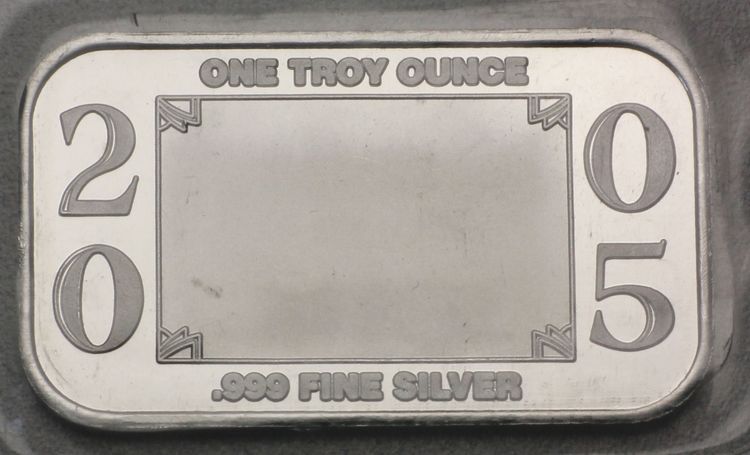 ONE TROY OUNCE
2 0
0 5
.999 FINE SILVER